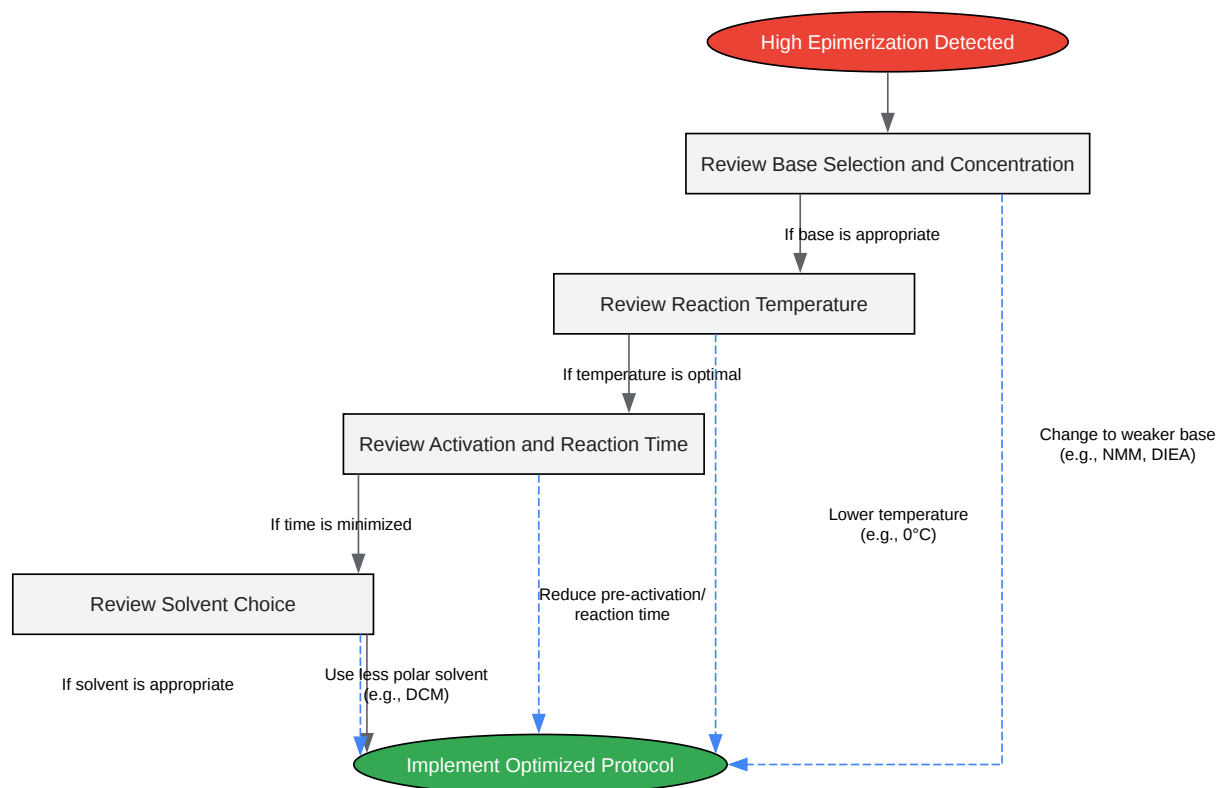 High Epimerization Detected
Review Base Selection and Concentration
If base is appropriate
Review Reaction Temperature
If temperature is optimal
Review Activation and Reaction Time
Change to weaker base
(e.g., NMM, DIEA)
If time is minimized
Lower temperature
(e.g., 0°C)
Review Solvent Choice
Reduce pre-activation/
reaction time
If solvent is appropriate
Use less polar solvent
(e.g., DCM)
Implement Optimized Protocol